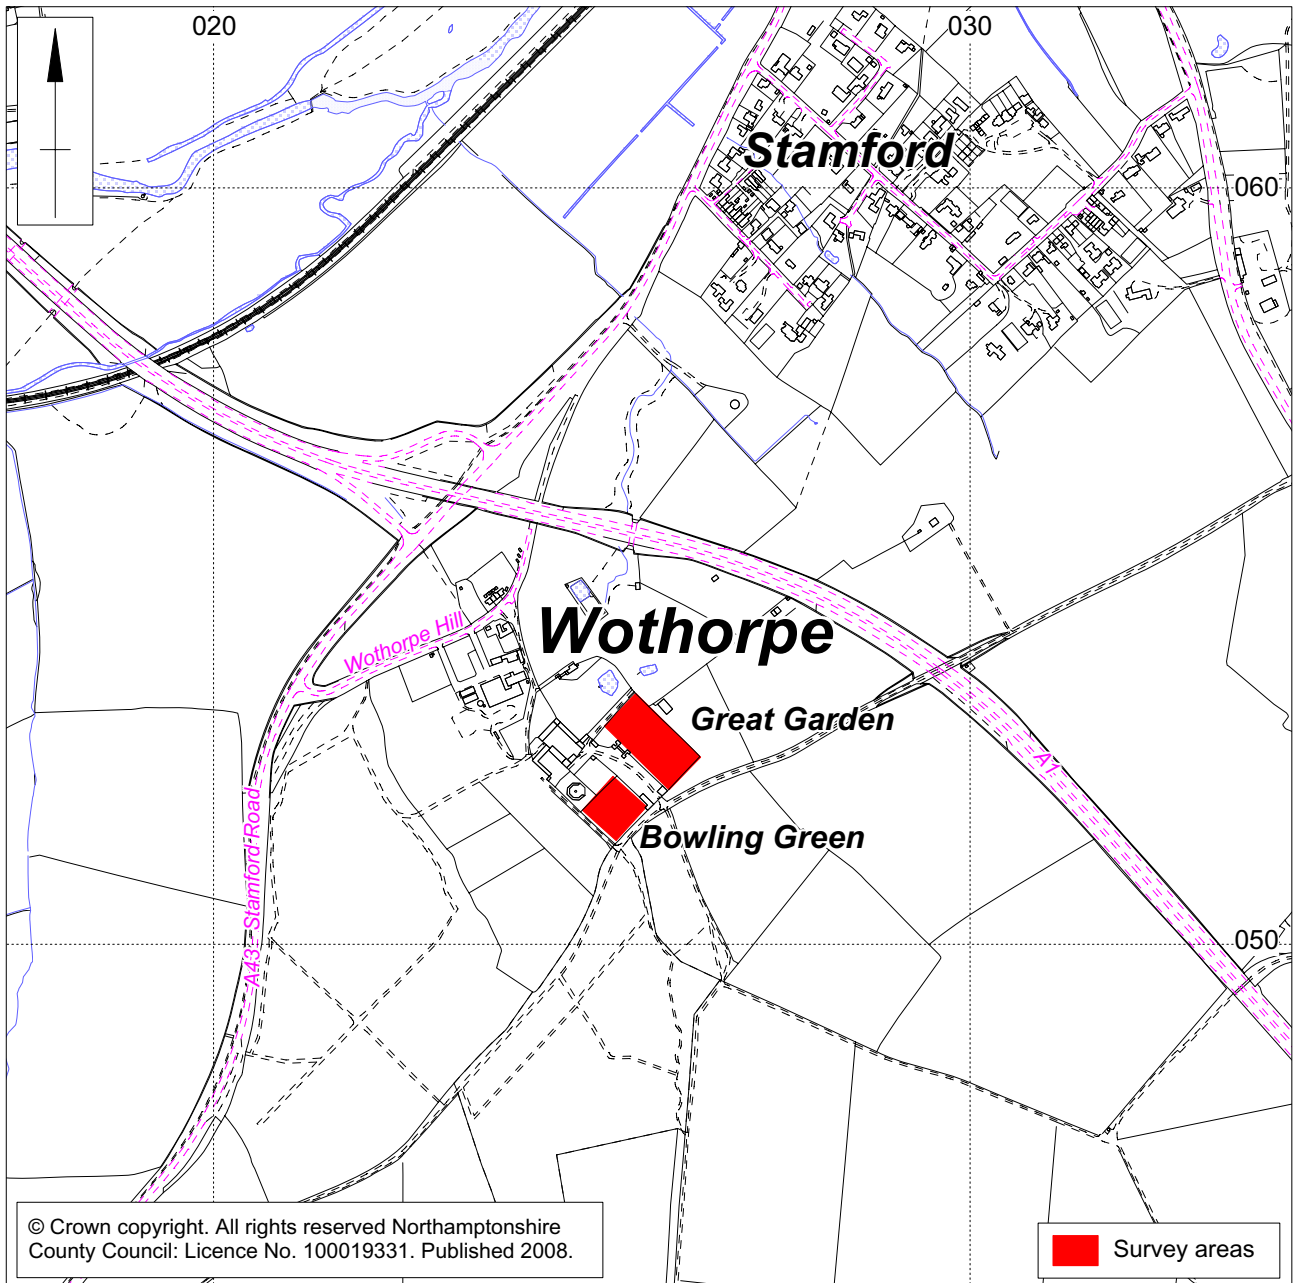 020
030
Stamford
060
Wothorpe Hill
Wothorpe
Great Garden
A1
Bowling Green
A43 - Stamford Road
050
© Crown copyright. All rights reserved Northamptonshire
County Council: Licence No. 100019331. Published 2008.
Survey areas